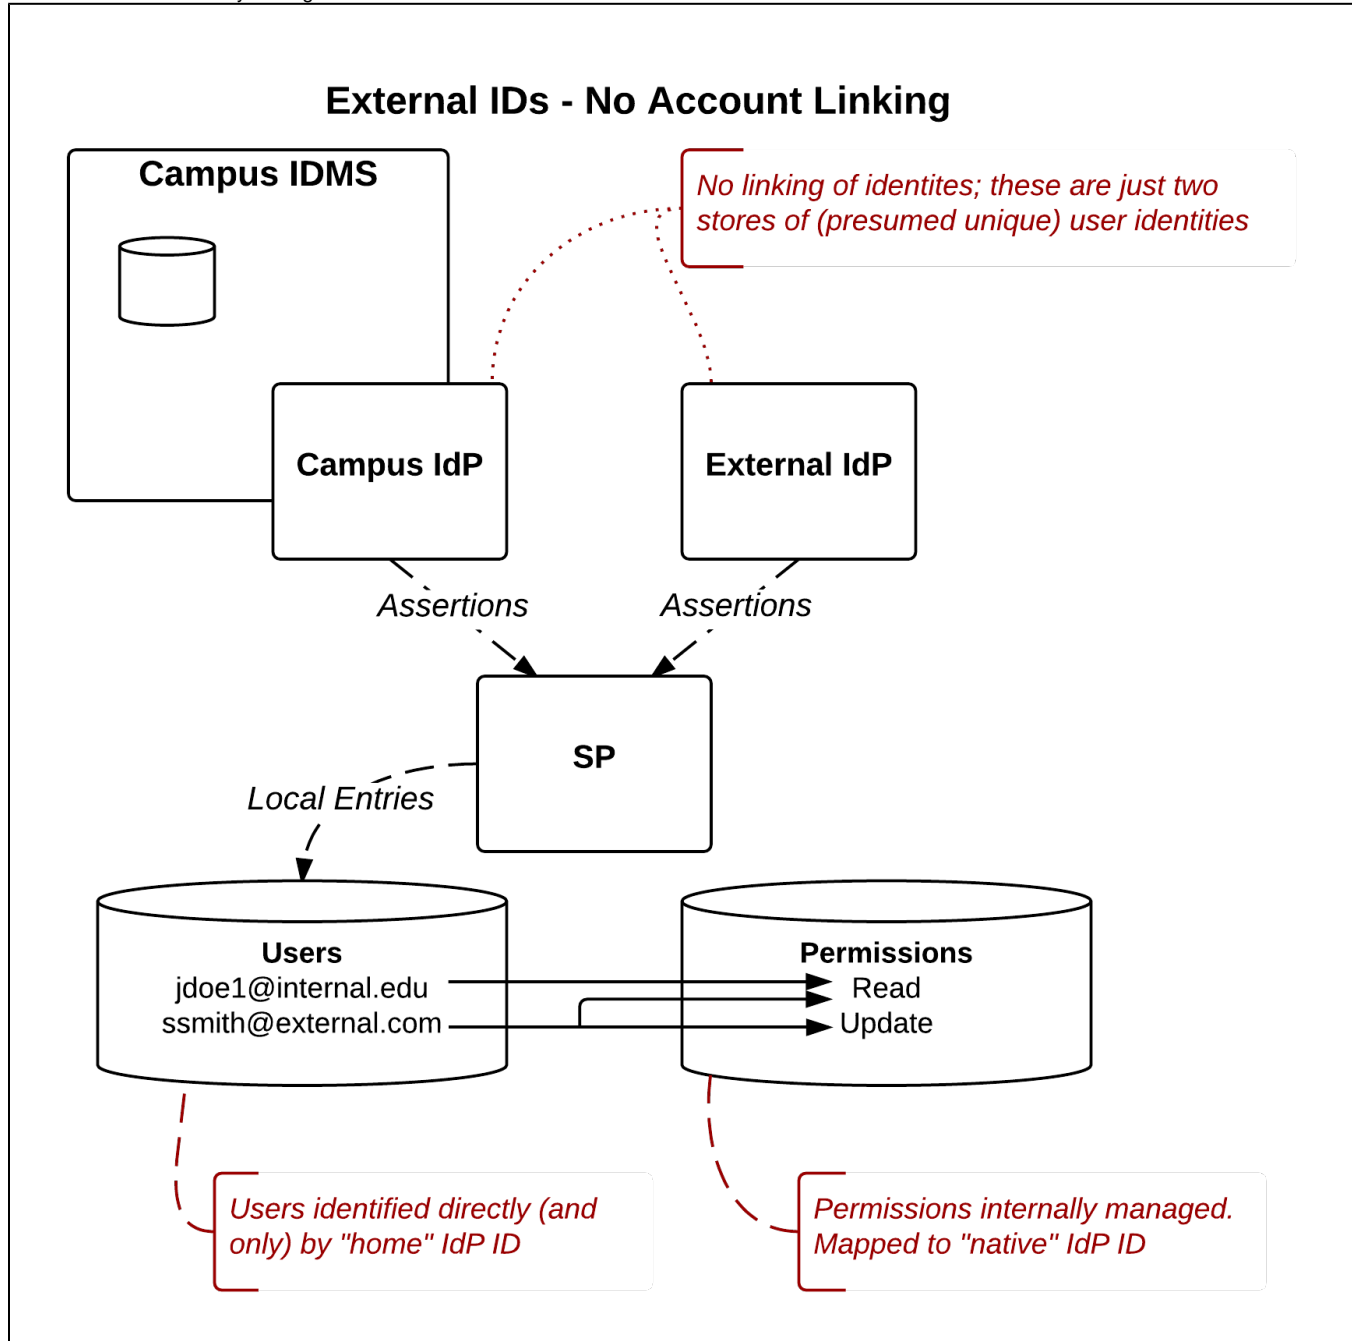 External IDs - No Account Linking
Campus IDMS
No linking of identites; these are just two
stores of (presumed unique) user identities
Campus IdP
External IdP
Assertions
Assertions
SP
Local Entries
Users
jdoe1@internal.edu
ssmith@external.com
Permissions
Read
Update
Users identified directly (and
only) by "home" IdP ID
Permissions internally managed.
Mapped to "native" IdP ID